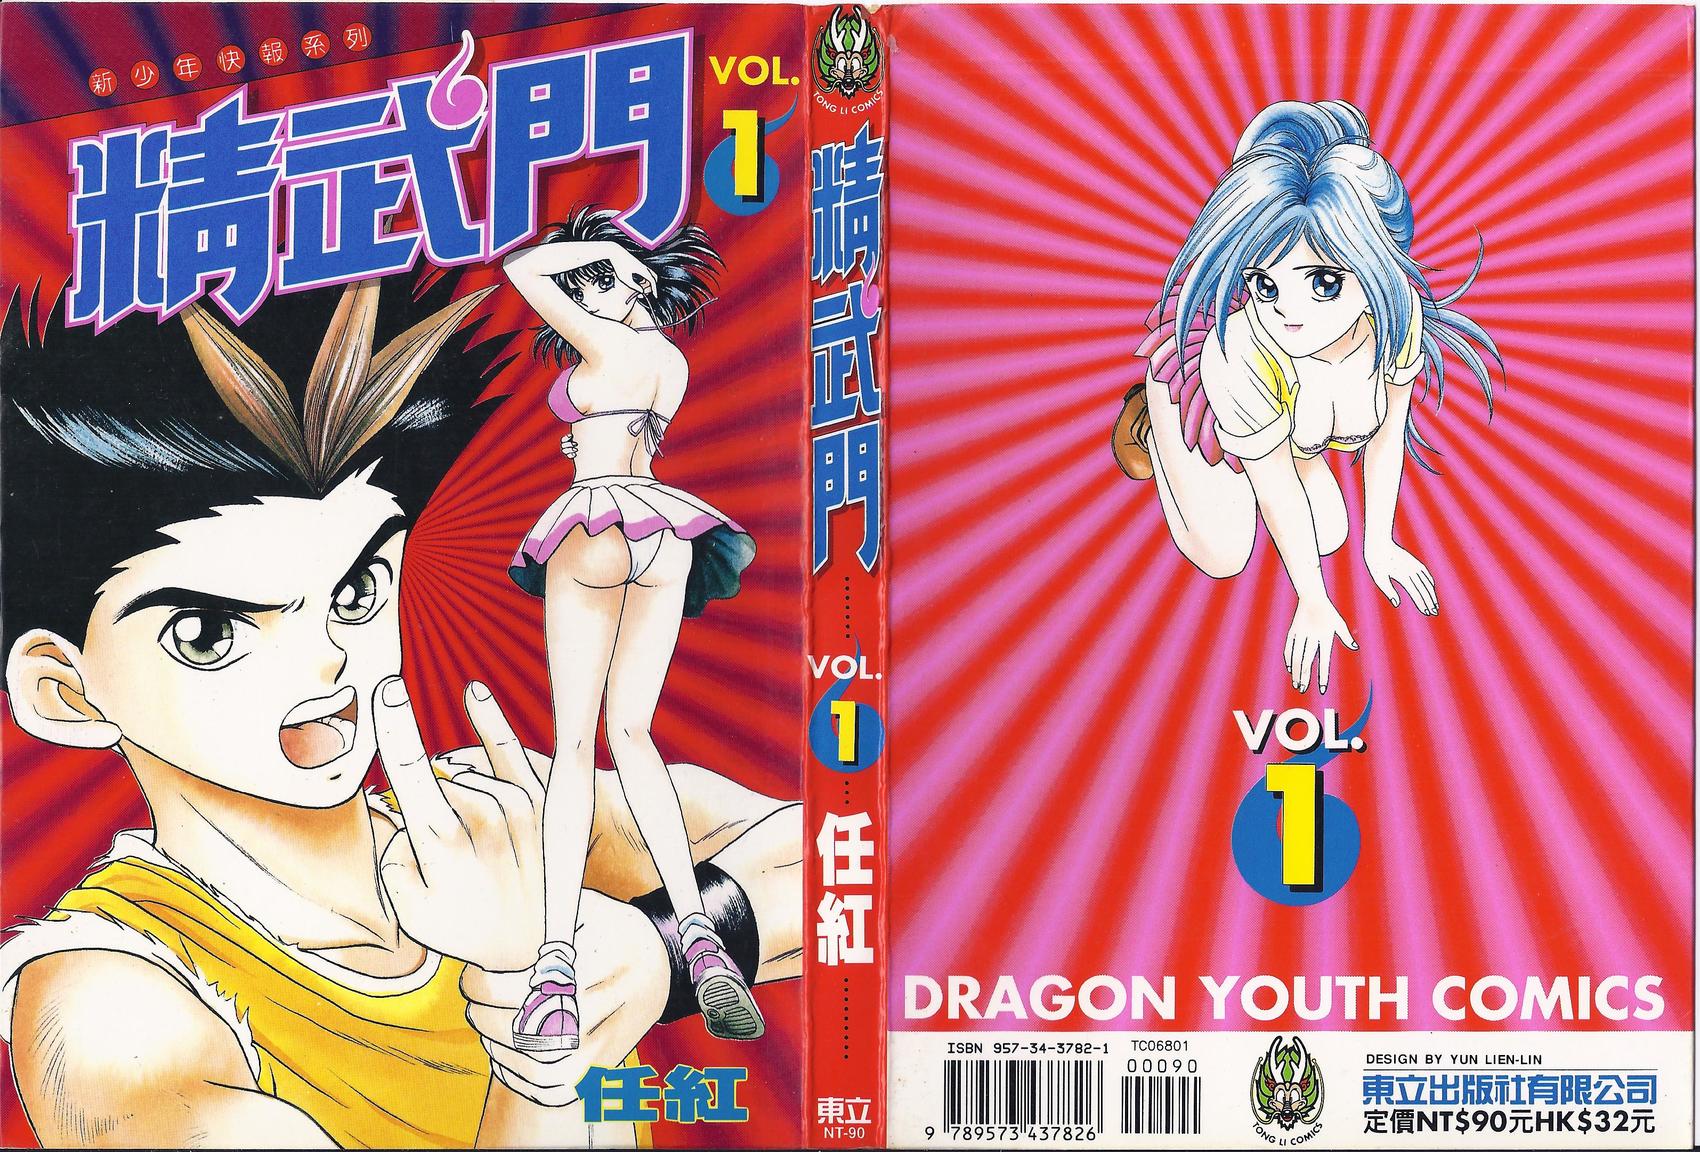 新少年快報系列
精武門
VOL.
1
任紅
TONG LI COMICS
精武門
VOL.
1
任紅
東立
NT-90
VOL.
1
DRAGON YOUTH COMICS
ISBN 957-34-3782-1
TC06801
00090
9 789573 437826
TONG LI COMICS
DESIGN BY YUN LIEN-LIN
東立出版社有限公司
定價NT$90元HK$32元